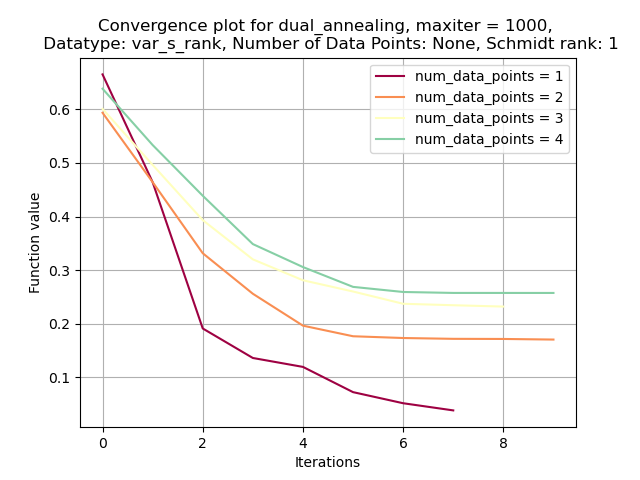 Convergence plot for dual_annealing, maxiter = 1000,
Datatype: var_s_rank, Number of Data Points: None, Schmidt rank: 1
num_data_points = 1
num_data_points = 2
num_data_points = 3
num_data_points = 4
Function value
0.6
0.5
0.4
0.3
0.2
0.1
0 2 4 6 8
Iterations